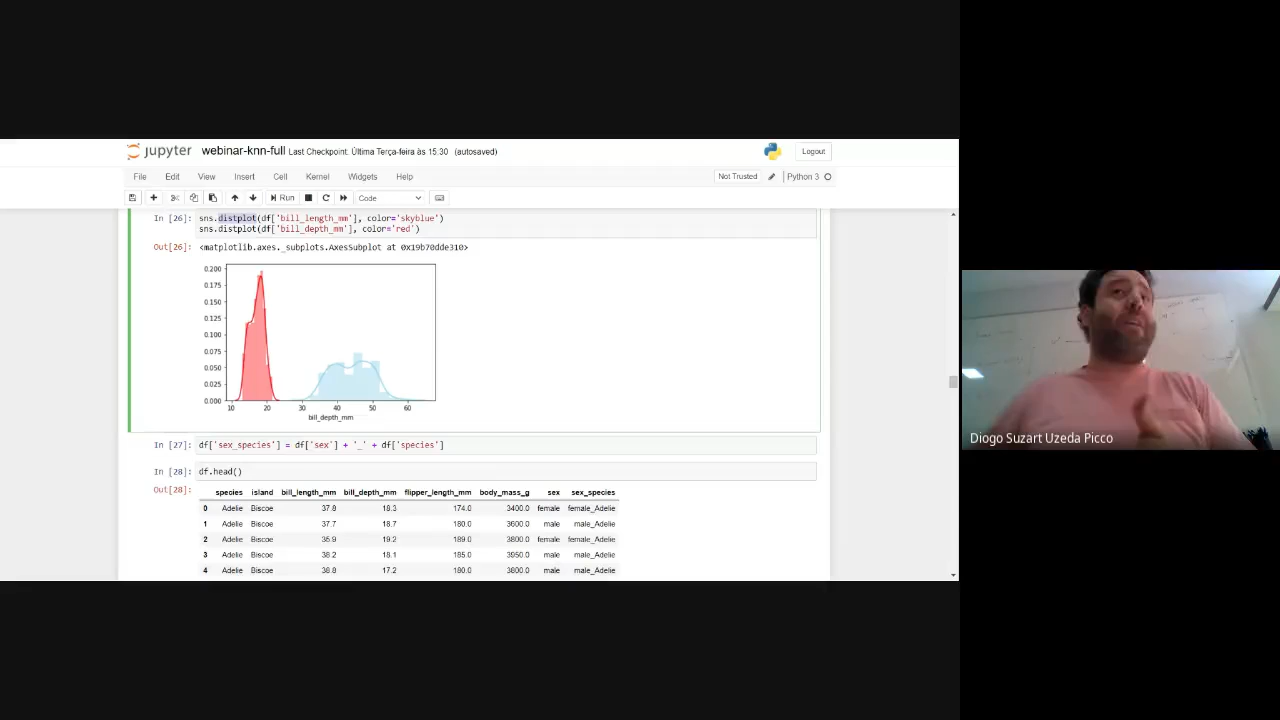 jupyter webinar-knn-full Last Checkpoint: Última Terça-feira às 15:30 (autosaved) Logout
File Edit View Insert Cell Kernel Widgets Help Not Trusted Python 3
Run Code
In [26]: sns.distplot(df['bill_length_mm'], color='skyblue')
sns.distplot(df['bill_depth_mm'], color='red')
Out[26]: <matplotlib.axes._subplots.AxesSubplot at 0x19b70dde310>
0.200
0.175
0.150
0.125
0.100
0.075
0.050
0.025
0.000
10 20 30 40 50 60
bill_depth_mm
In [27]: df['sex_species'] = df['sex'] + '_' + df['species']
In [28]: df.head()
Out[28]:
species island bill_length_mm bill_depth_mm flipper_length_mm body_mass_g sex sex_species
0 Adelie Biscoe 37.8 18.3 174.0 3400.0 female female_Adelie
1 Adelie Biscoe 37.7 18.7 180.0 3600.0 male male_Adelie
2 Adelie Biscoe 35.9 19.2 189.0 3800.0 female female_Adelie
3 Adelie Biscoe 38.2 18.1 185.0 3950.0 male male_Adelie
4 Adelie Biscoe 38.8 17.2 180.0 3800.0 male male_Adelie
Diogo Suzart Uzeda Picco